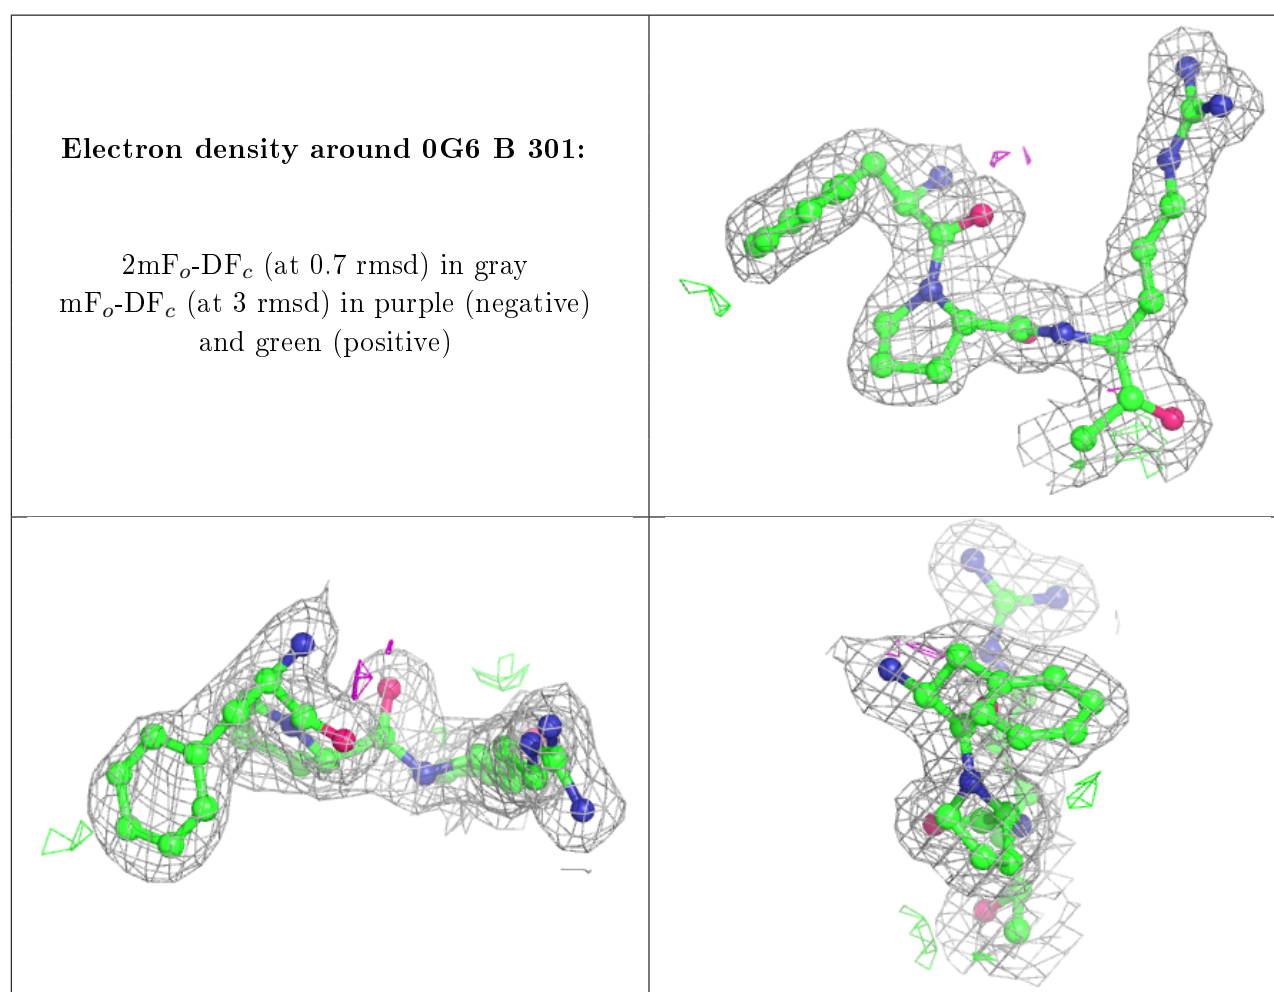 Electron density around 0G6 B 301:
2mFo-DFc (at 0.7 rmsd) in gray
mFo-DFc (at 3 rmsd) in purple (negative)
and green (positive)